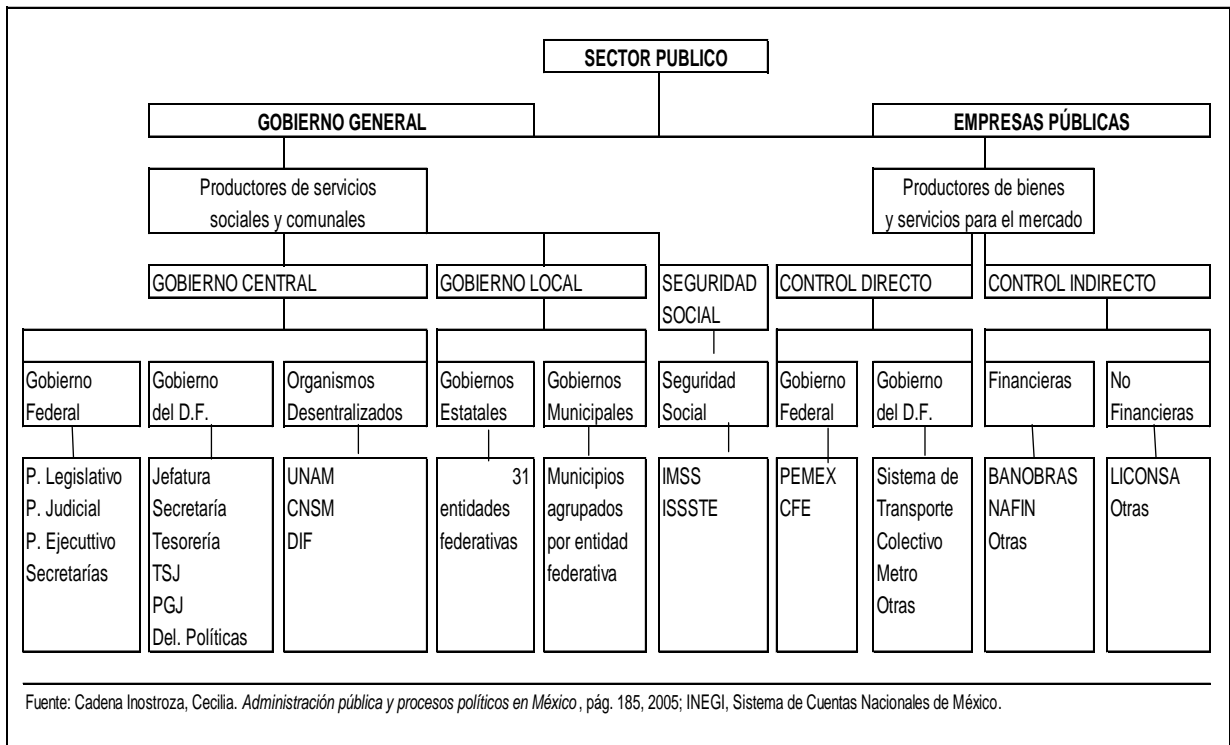 SECTOR PUBLICO
GOBIERNO GENERAL
EMPRESAS PÚBLICAS
Productores de servicios
sociales y comunales
Productores de bienes
y servicios para el mercado
GOBIERNO CENTRAL
GOBIERNO LOCAL
SEGURIDAD
SOCIAL
CONTROL DIRECTO
CONTROL INDIRECTO
Gobierno
Federal
Gobierno
del D.F.
Organismos
Desentralizados
Gobiernos
Estatales
Gobiernos
Municipales
Seguridad
Social
Gobierno
Federal
Gobierno
del D.F.
Financieras
No
Financieras
P. Legislativo
P. Judicial
P. Ejecuttivo
Secretarías
Jefatura
Secretaría
Tesorería
TSJ
PGJ
Del. Políticas
UNAM
CNSM
DIF
31
entidades
federativas
Municipios
agrupados
por entidad
federativa
IMSS
ISSSTE
PEMEX
CFE
Sistema de
Transporte
Colectivo
Metro
Otras
BANOBRAS
NAFIN
Otras
LICONSA
Otras
Fuente: Cadena Inostroza, Cecilia. Administración pública y procesos políticos en México, pág. 185, 2005; INEGI, Sistema de Cuentas Nacionales de México.